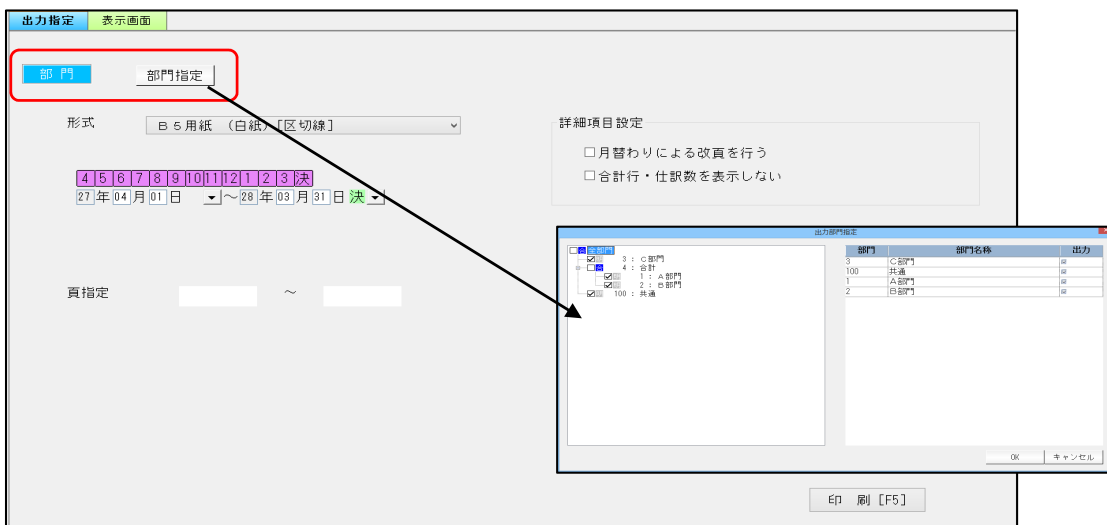 出力指定 表示画面
部 門 部門指定
形式 Ｂ５用紙 （白紙）[区切線]
詳細項目設定
月替わりによる改頁を行う
合計行・仕訳数を表示しない
4 5 6 7 8 9 10 11 12 1 2 3 決
27 年 04 月 01 日 ～ 28 年 03 月 31 日 決
頁指定 ～
出力部門指定
全部門
3 : Ｃ部門
4 : 合計
1 : Ａ部門
2 : Ｂ部門
100 : 共通
部門 部門名称 出力
3 Ｃ部門
100 共通
1 Ａ部門
2 Ｂ部門
OK キャンセル
印 刷 [F5]